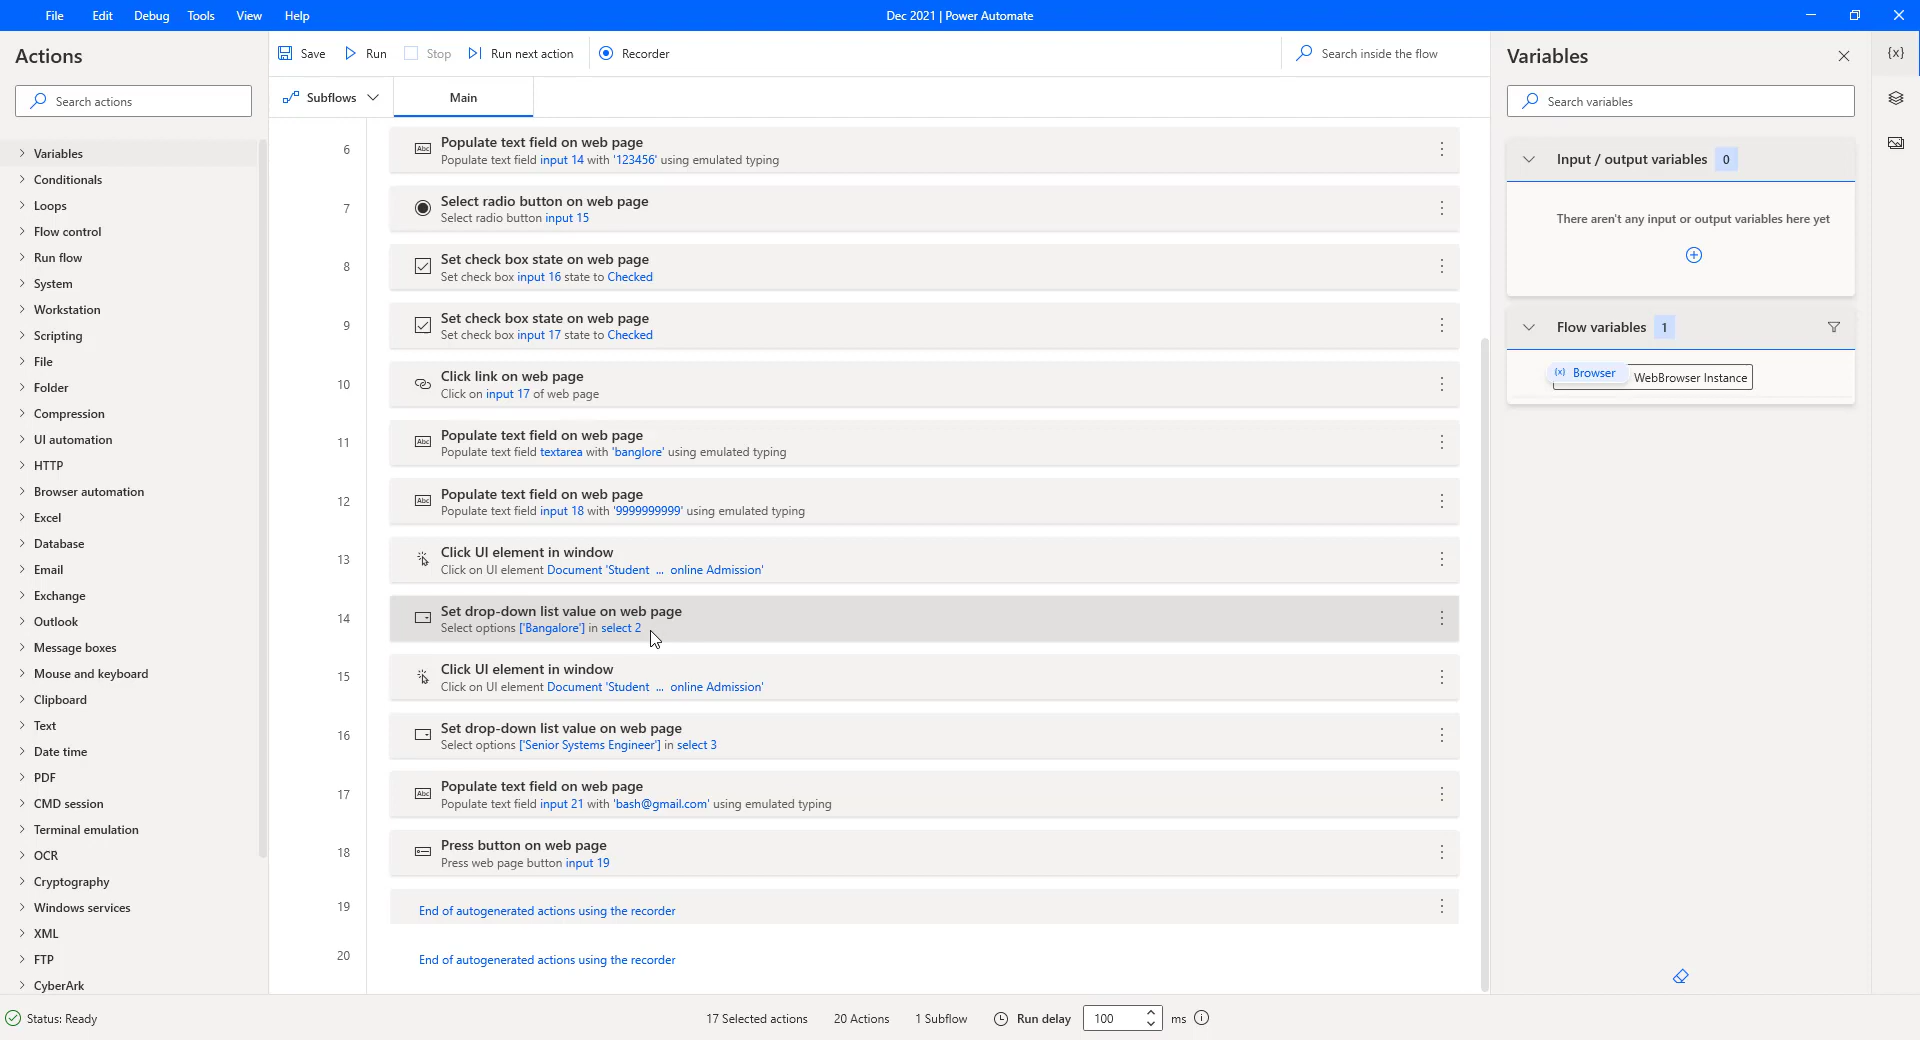 File Edit Debug Tools View Help
Dec 2021 | Power Automate
Actions
Search actions
Variables
Conditionals
Loops
Flow control
Run flow
System
Workstation
Scripting
File
Folder
Compression
UI automation
HTTP
Browser automation
Excel
Database
Email
Exchange
Outlook
Message boxes
Mouse and keyboard
Clipboard
Text
Date time
PDF
CMD session
Terminal emulation
OCR
Cryptography
Windows services
XML
FTP
CyberArk
Save Run Stop Run next action Recorder
Search inside the flow
Subflows Main
6 Abc Populate text field on web page
Populate text field input 14 with '123456' using emulated typing
7 Select radio button on web page
Select radio button input 15
8 Set check box state on web page
Set check box input 16 state to Checked
9 Set check box state on web page
Set check box input 17 state to Checked
10 Click link on web page
Click on input 17 of web page
11 Abc Populate text field on web page
Populate text field textarea with 'banglore' using emulated typing
12 Abc Populate text field on web page
Populate text field input 18 with '9999999999' using emulated typing
13 Click UI element in window
Click on UI element Document 'Student ... online Admission'
14 Set drop-down list value on web page
Select options ['Bangalore'] in select 2
15 Click UI element in window
Click on UI element Document 'Student ... online Admission'
16 Set drop-down list value on web page
Select options ['Senior Systems Engineer'] in select 3
17 Abc Populate text field on web page
Populate text field input 21 with 'bash@gmail.com' using emulated typing
18 Press button on web page
Press web page button input 19
19 End of autogenerated actions using the recorder
20 End of autogenerated actions using the recorder
Variables
{x}
Search variables
Input / output variables 0
There aren't any input or output variables here yet
Flow variables 1
(x) Browser WebBrowser Instance
Status: Ready
17 Selected actions 20 Actions 1 Subflow Run delay 100 ms